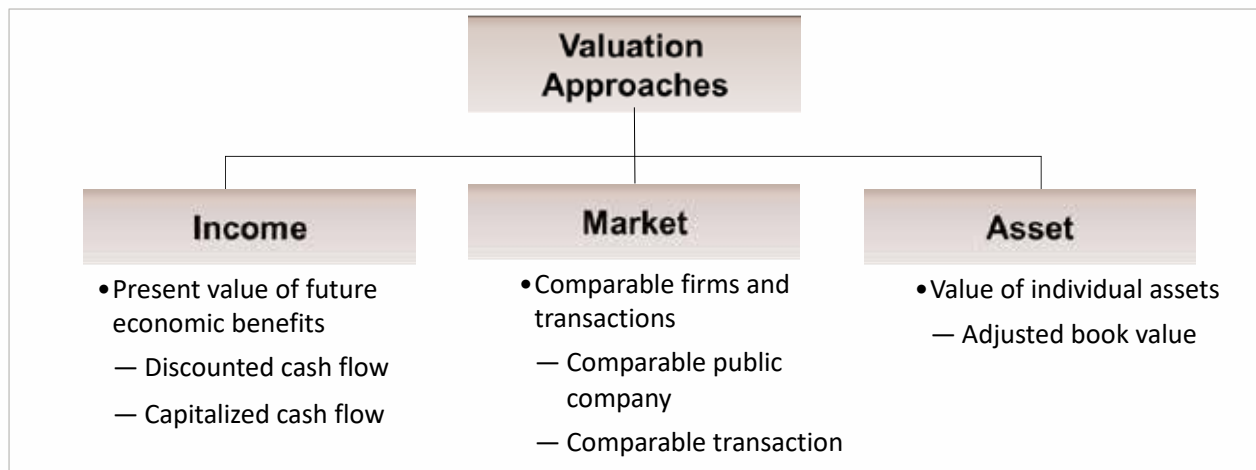 Valuation
Approaches
Income
•Present value of future
economic benefits
— Discounted cash flow
— Capitalized cash flow
Market
•Comparable firms and
transactions
— Comparable public
company
— Comparable transaction
Asset
•Value of individual assets
— Adjusted book value